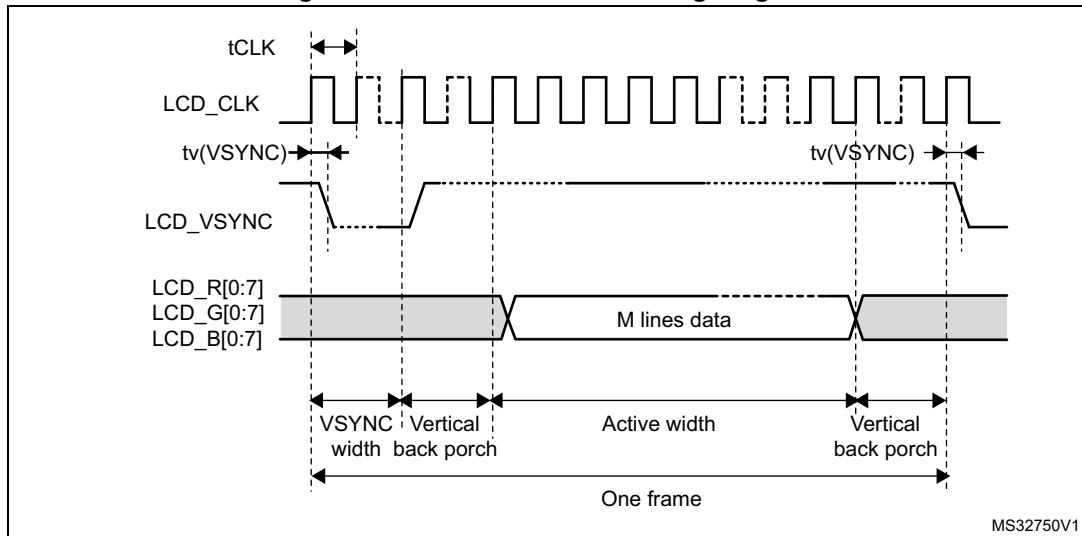 tCLK
LCD_CLK
tv(VSYNC)
tv(VSYNC)
LCD_VSYNC
LCD_R[0:7]
LCD_G[0:7]
LCD_B[0:7]
M lines data
VSYNC width
Vertical back porch
Active width
Vertical back porch
One frame
MS32750V1